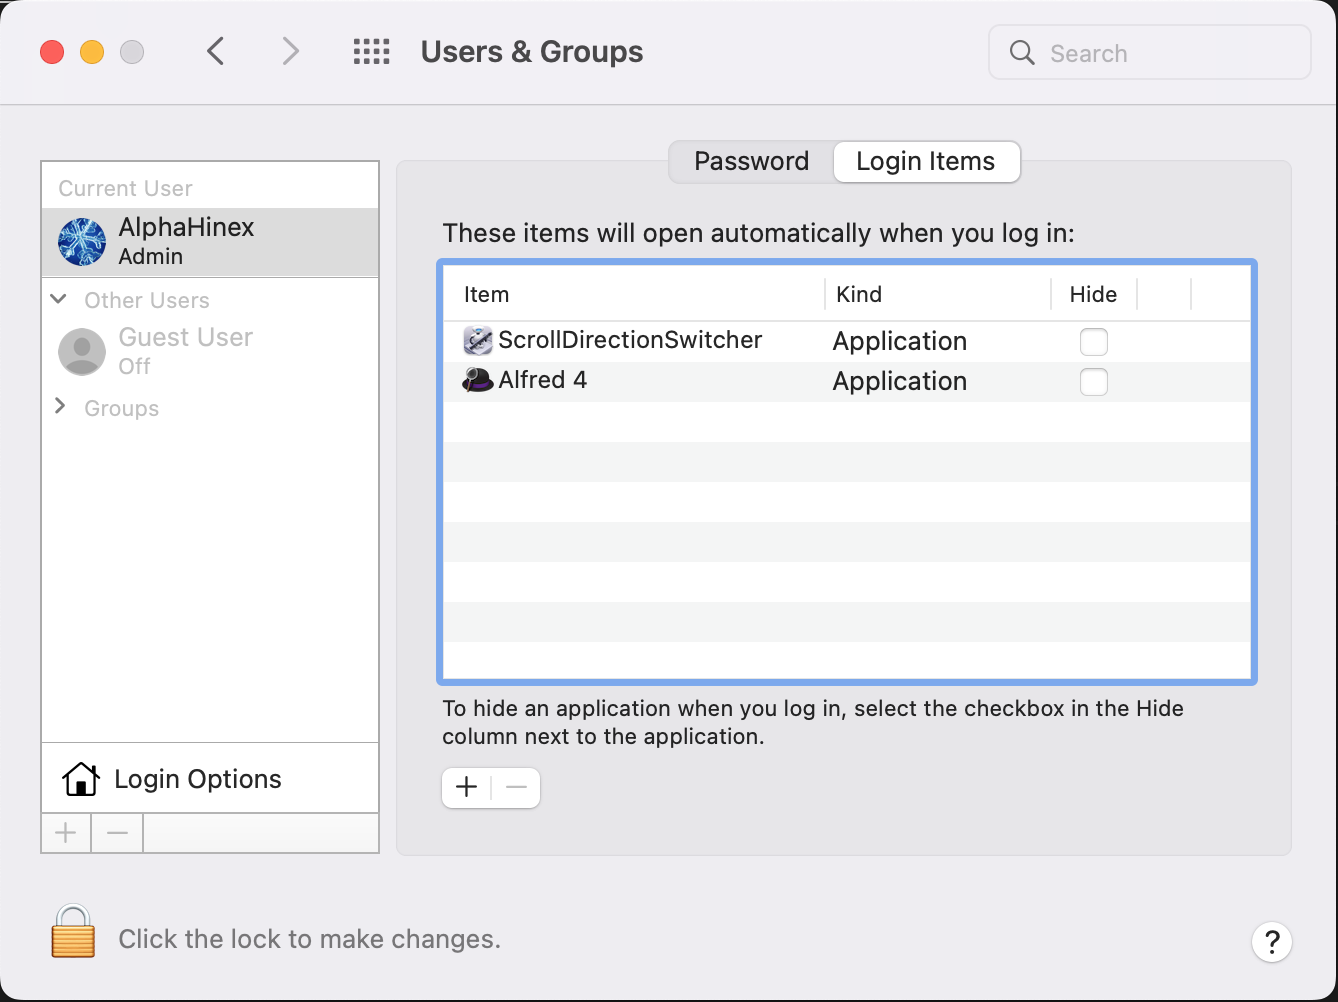 Users & Groups
Search
Current User
AlphaHinex
Admin
Other Users
Guest User
Off
Groups
Login Options
Password
Login Items
These items will open automatically when you log in:
Item Kind Hide
ScrollDirectionSwitcher Application
Alfred 4 Application
To hide an application when you log in, select the checkbox in the Hide
column next to the application.
Click the lock to make changes.
?